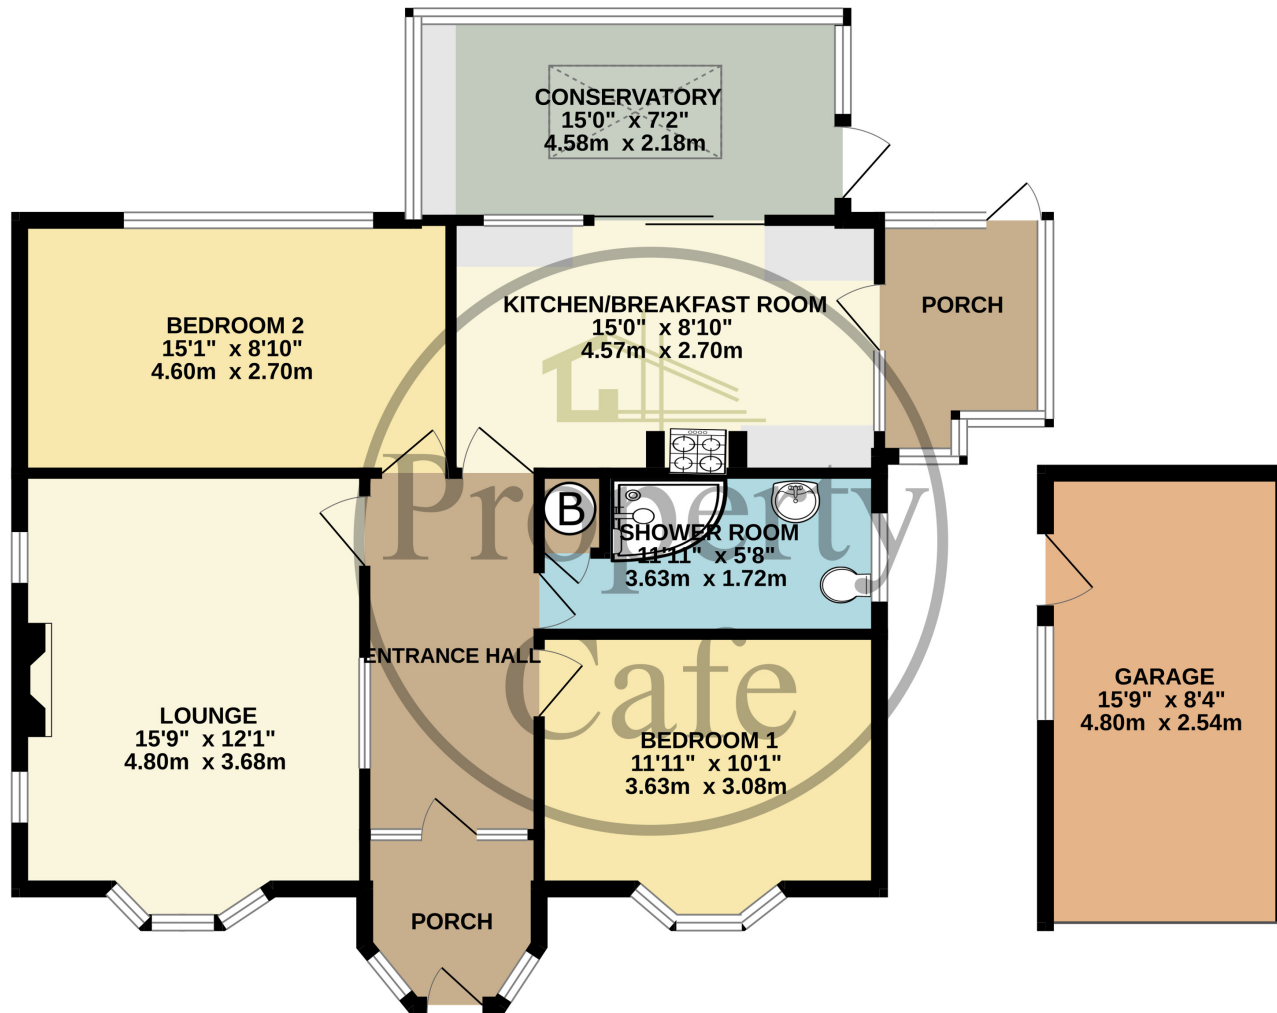 CONSERVATORY
15'0" x 7'2"
4.58m x 2.18m
KITCHEN/BREAKFAST ROOM
15'0" x 8'10"
4.57m x 2.70m
PORCH
BEDROOM 2
15'1" x 8'10"
4.60m x 2.70m
B
SHOWER ROOM
11'11" x 5'8"
3.63m x 1.72m
ENTRANCE HALL
LOUNGE
15'9" x 12'1"
4.80m x 3.68m
BEDROOM 1
11'11" x 10'1"
3.63m x 3.08m
GARAGE
15'9" x 8'4"
4.80m x 2.54m
PORCH
Property
Cafe